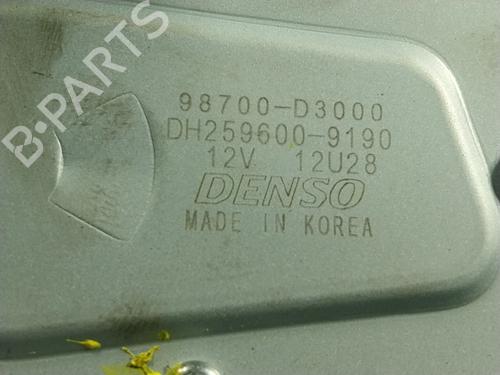 B-PARTS
98700-D3000
DH259600-9190
12V 12U28
DENSO
MADE IN KOREA